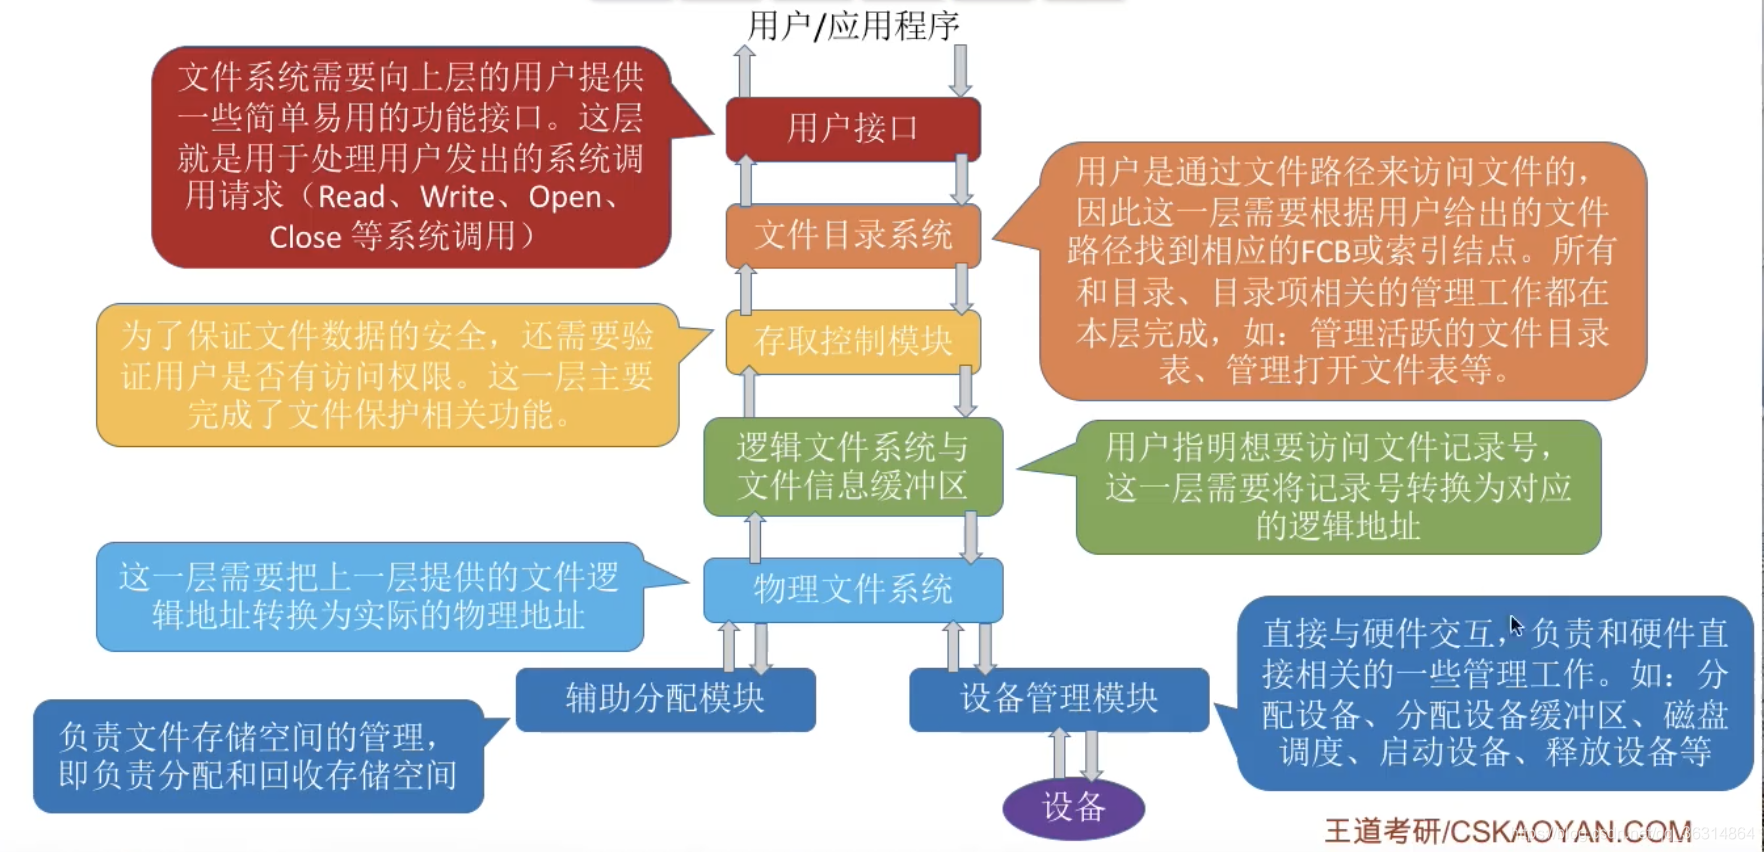 用户/应用程序
文件系统需要向上层的用户提供
一些简单易用的功能接口。这层
就是用于处理用户发出的系统调
用请求（Read、Write、Open、
Close 等系统调用）
用户接口
用户是通过文件路径来访问文件的，
因此这一层需要根据用户给出的文件
路径找到相应的FCB或索引结点。所有
和目录、目录项相关的管理工作都在
本层完成，如：管理活跃的文件目录
表、管理打开文件表等。
文件目录系统
为了保证文件数据的安全，还需要验
证用户是否有访问权限。这一层主要
完成了文件保护相关功能。
存取控制模块
逻辑文件系统与
文件信息缓冲区
用户指明想要访问文件记录号，
这一层需要将记录号转换为对应
的逻辑地址
这一层需要把上一层提供的文件逻
辑地址转换为实际的物理地址
物理文件系统
直接与硬件交互，负责和硬件直
接相关的一些管理工作。如：分
配设备、分配设备缓冲区、磁盘
调度、启动设备、释放设备等
辅助分配模块
设备管理模块
负责文件存储空间的管理，
即负责分配和回收存储空间
设备
王道考研/CSKAOYAN.COM